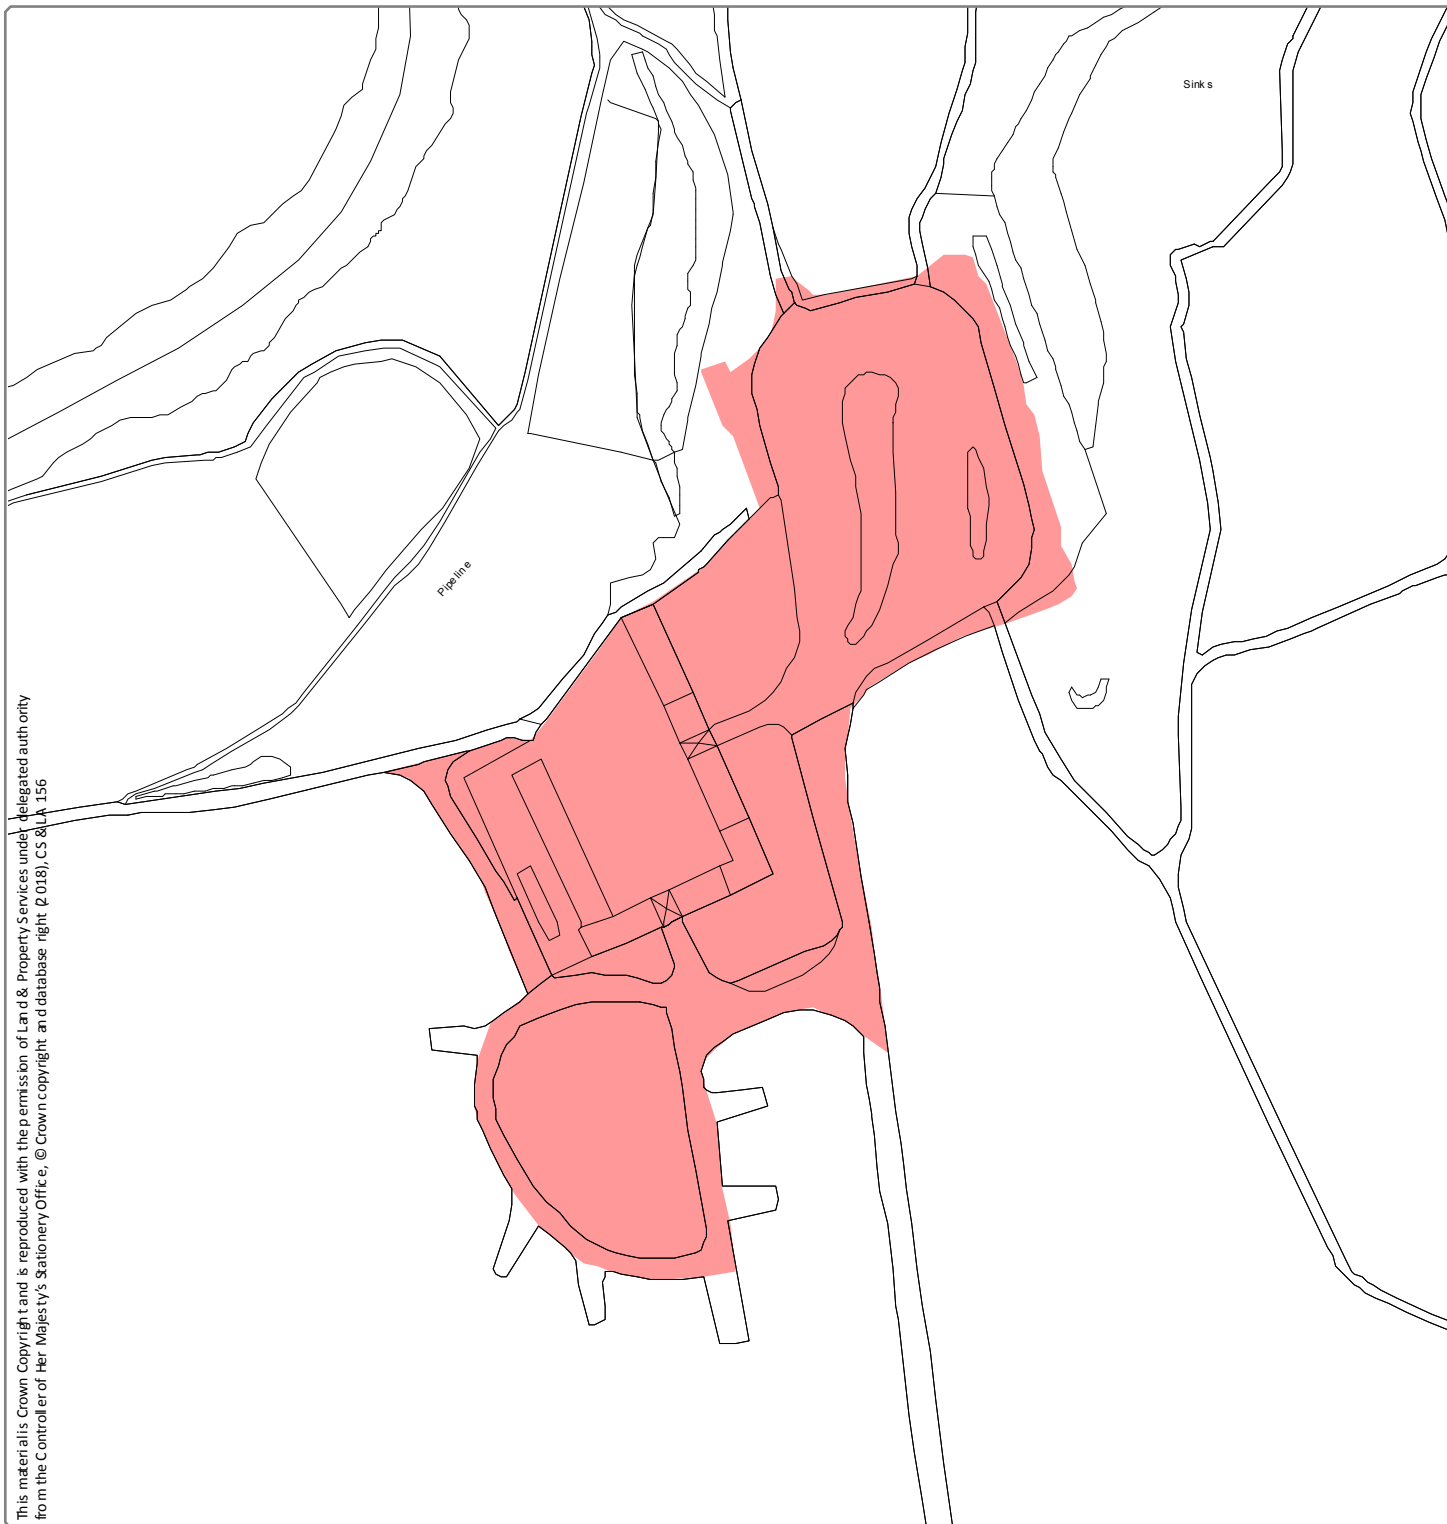 Sinks
Pipeline
This material is Crown Copyright and is reproduced with the permission of Land & Property Services under delegated authority
from the Controller of Her Majesty's Stationery Office, © Crown copyright and database right (2018), CS & LA 156